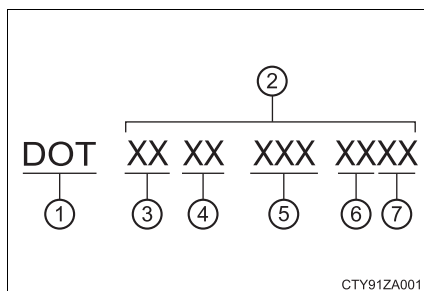 ②
DOT XX XX XXX XXXX
① ③ ④ ⑤ ⑥ ⑦
CTY91ZA001